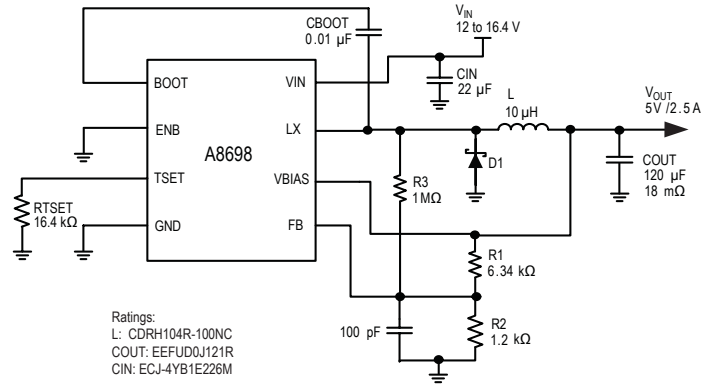 CBOOT
0.01 µF
VIN
12 to 16.4 V
BOOT
VIN
CIN
22 µF
ENB
LX
L
10 µH
VOUT
5V /2.5 A
A8698
TSET
VBIAS
R3
1MΩ
D1
COUT
120 µF
18 mΩ
RTSET
16.4 kΩ
GND
FB
R1
6.34 kΩ
100 pF
R2
1.2 kΩ
Ratings:
L: CDRH104R-100NC
COUT: EEFUD0J121R
CIN: ECJ-4YB1E226M